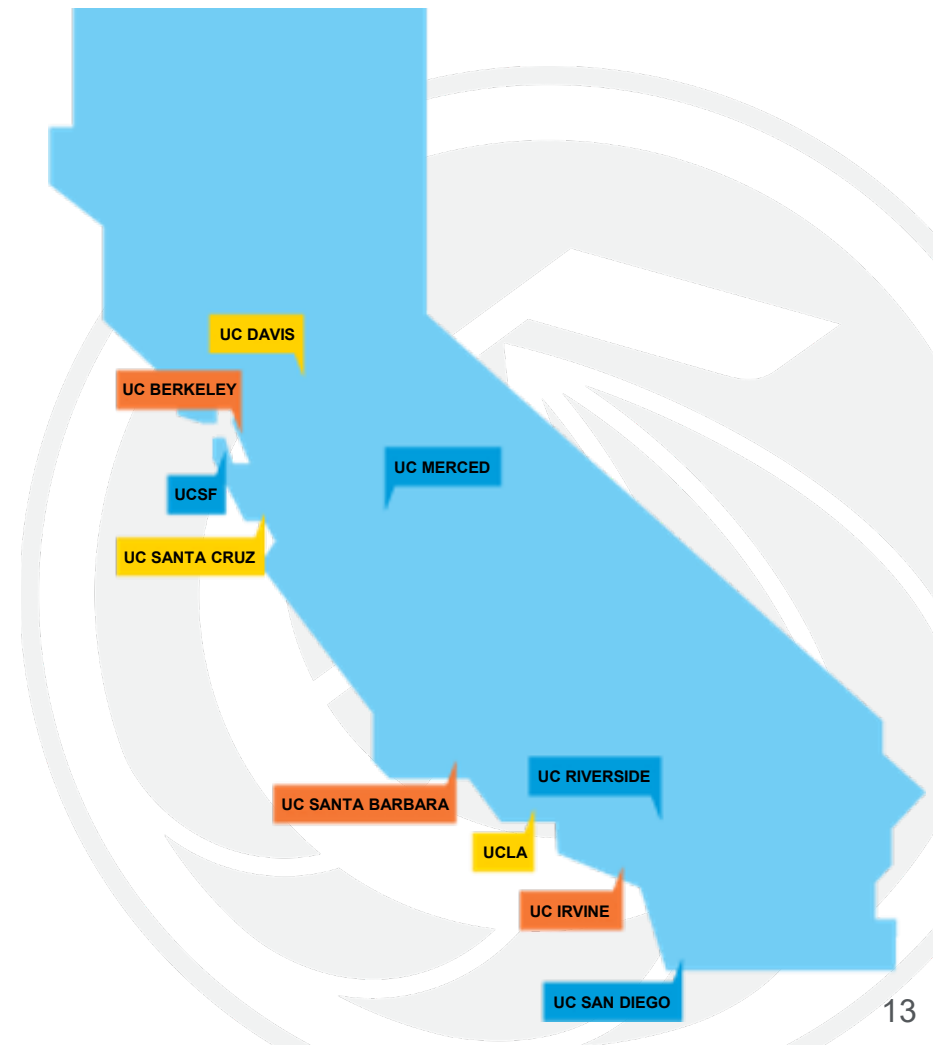 UC DAVIS
UC BERKELEY
UC MERCED
UCSF
UC SANTA CRUZ
UC RIVERSIDE
UC SANTA BARBARA
UCLA
UC IRVINE
UC SAN DIEGO
13